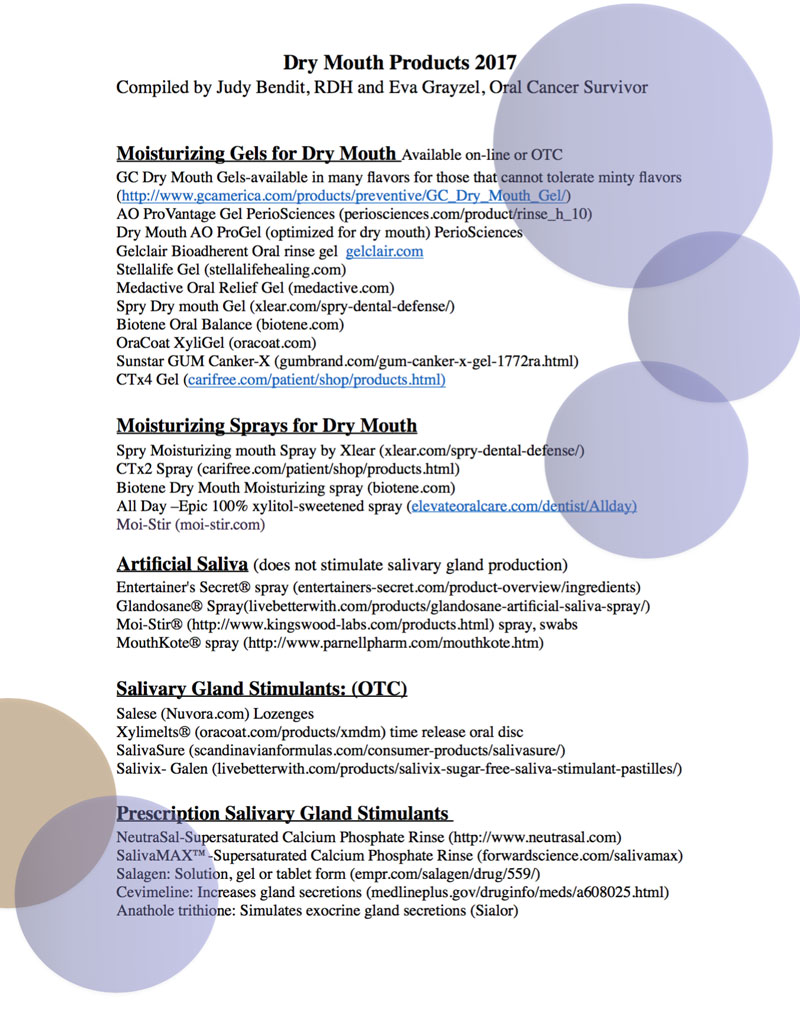 Dry Mouth Products 2017
Compiled by Judy Bendit, RDH and Eva Grayzel, Oral Cancer Survivor
Moisturizing Gels for Dry Mouth Available on-line or OTC
GC Dry Mouth Gels-available in many flavors for those that cannot tolerate minty flavors
(http://www.gcamerica.com/products/preventive/GC_Dry_Mouth_Gel/)
AO ProVantage Gel PerioSciences (periosciences.com/product/rinse_h_10)
Dry Mouth AO ProGel (optimized for dry mouth) PerioSciences
Gelclair Bioadherent Oral rinse gel gelclair.com
Stellalife Gel (stellalifehealing.com)
Medactive Oral Relief Gel (medactive.com)
Spry Dry mouth Gel (xlear.com/spry-dental-defense/)
Biotene Oral Balance (biotene.com)
OraCoat XyliGel (oracoat.com)
Sunstar GUM Canker-X (gumbrand.com/gum-canker-x-gel-1772ra.html)
CTx4 Gel (carifree.com/patient/shop/products.html)
Moisturizing Sprays for Dry Mouth
Spry Moisturizing mouth Spray by Xlear (xlear.com/spry-dental-defense/)
CTx2 Spray (carifree.com/patient/shop/products.html)
Biotene Dry Mouth Moisturizing spray (biotene.com)
All Day –Epic 100% xylitol-sweetened spray (elevateoralcare.com/dentist/Allday)
Moi-Stir (moi-stir.com)
Artificial Saliva (does not stimulate salivary gland production)
Entertainer's Secret® spray (entertainers-secret.com/product-overview/ingredients)
Glandosane® Spray(livebetterwith.com/products/glandosane-artificial-saliva-spray/)
Moi-Stir® (http://www.kingswood-labs.com/products.html) spray, swabs
MouthKote® spray (http://www.parnellpharm.com/mouthkote.htm)
Salivary Gland Stimulants: (OTC)
Salese (Nuvora.com) Lozenges
Xylimelts® (oracoat.com/products/xmdm) time release oral disc
SalivaSure (scandinavianformulas.com/consumer-products/salivasure/)
Salivix- Galen (livebetterwith.com/products/salivix-sugar-free-saliva-stimulant-pastilles/)
Prescription Salivary Gland Stimulants
NeutraSal-Supersaturated Calcium Phosphate Rinse (http://www.neutrasal.com)
SalivaMAX™-Supersaturated Calcium Phosphate Rinse (forwardscience.com/salivamax)
Salagen: Solution, gel or tablet form (empr.com/salagen/drug/559/)
Cevimeline: Increases gland secretions (medlineplus.gov/druginfo/meds/a608025.html)
Anathole trithione: Simulates exocrine gland secretions (Sialor)